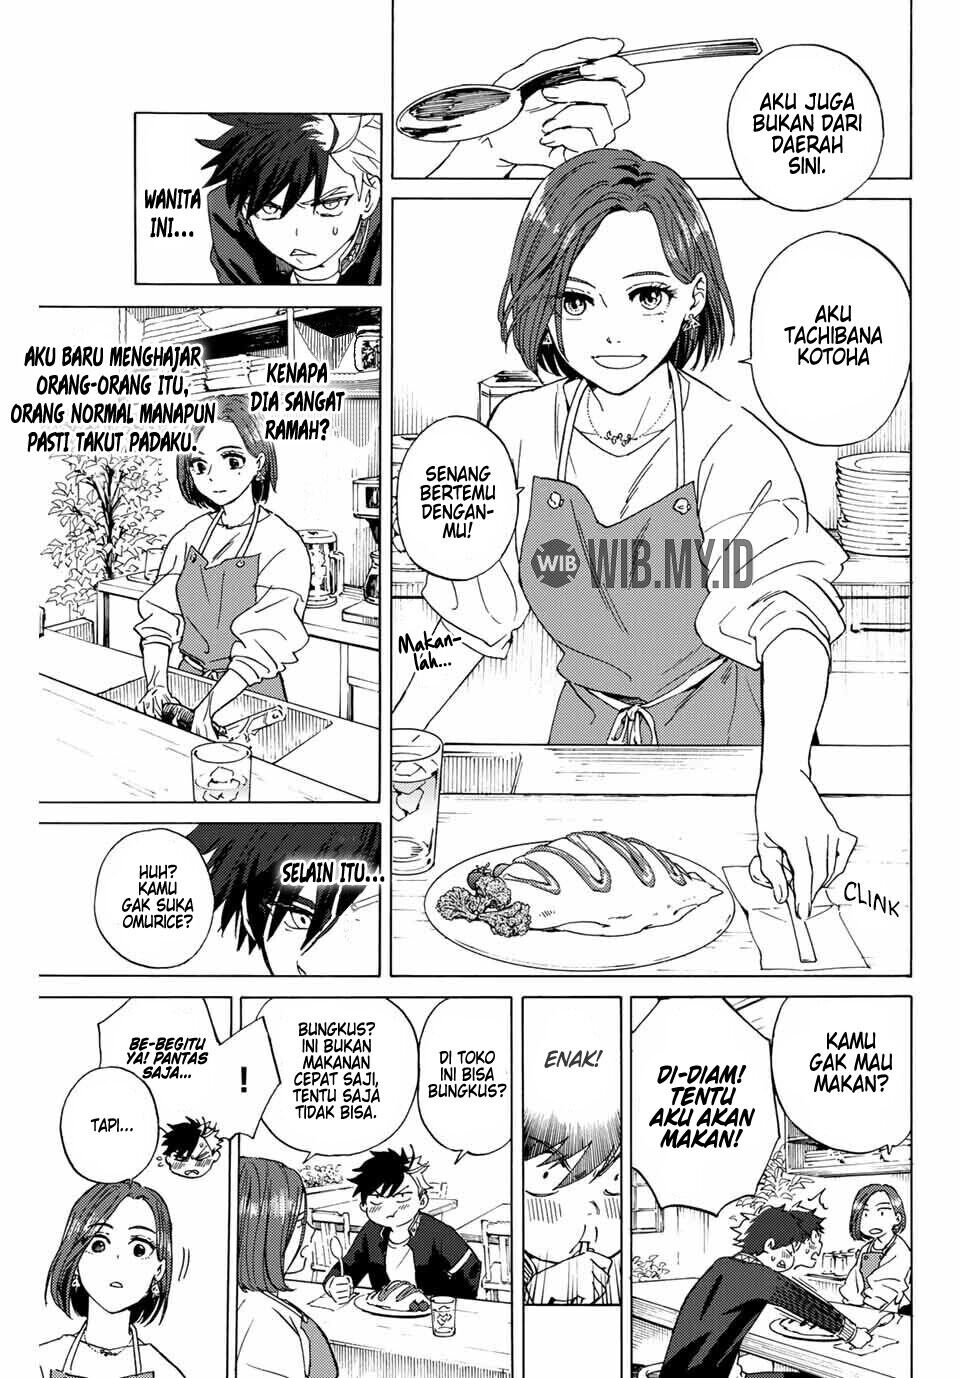 AKU JUGA
BUKAN DARI
DAERAH
SINI.
AKU
TACHIBANA
KOTOHA
SENANG
BERTEMU
DENGAN-
MU!
Makan-
lah...
WIB
WIB.MY.ID
CLINK
WANITA
INI...
KENAPA
DIA SANGAT
RAMAH?
AKU BARU MENGHAJAR
ORANG-ORANG ITU,
ORANG NORMAL MANAPUN
PASTI TAKUT PADAKU.
SELAIN ITU...
HUH?
KAMU
GAK SUKA
OMURICE?
KAMU
GAK MAU
MAKAN?
DI-DIAM!
TENTU
AKU AKAN
MAKAN!
ENAK!
DI TOKO
INI BISA
BUNGKUS?
BUNGKUS?
INI BUKAN
MAKANAN
CEPAT SAJI,
TENTU SAJA
TIDAK BISA.
!
BE-BEGITU
YA! PANTAS
SAJA...
TAPI...